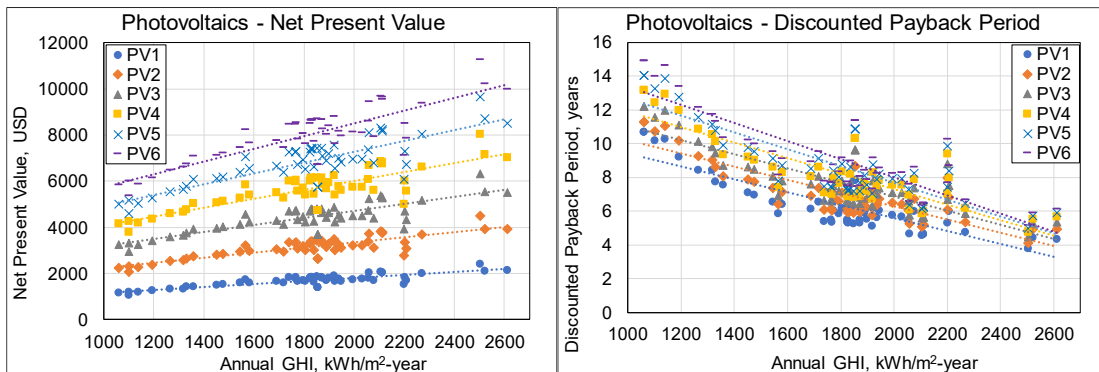 Photovoltaics - Net Present Value
Net Present Value, USD
12000
10000
8000
6000
4000
2000
0
PV1
PV2
PV3
PV4
PV5
PV6
1000 1200 1400 1600 1800 2000 2200 2400 2600
Annual GHI, kWh/m²-year
Photovoltaics - Discounted Payback Period
Discounted Payback Period, years
16
14
12
10
8
6
4
2
0
PV1
PV2
PV3
PV4
PV5
PV6
1000 1200 1400 1600 1800 2000 2200 2400 2600
Annual GHI, kWh/m²-year